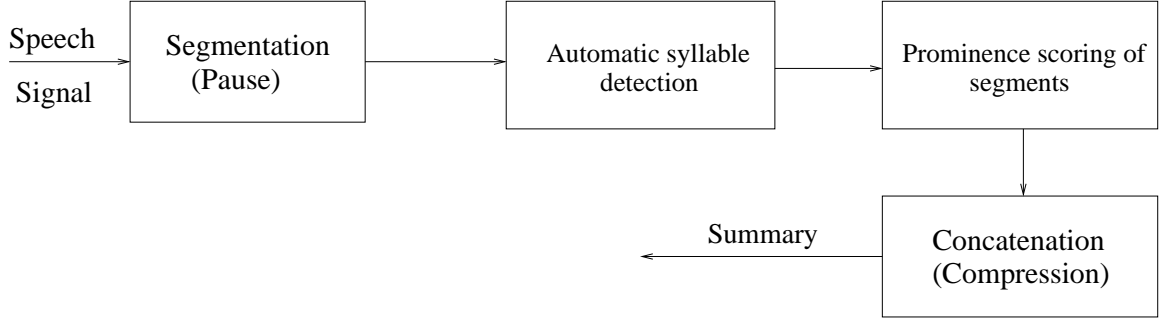 Speech
Signal
Segmentation
(Pause)
Automatic syllable
detection
Prominence scoring of
segments
Summary
Concatenation
(Compression)